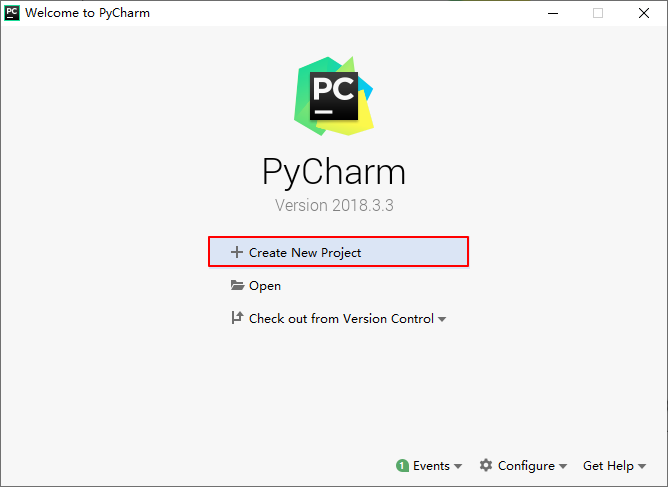 PC Welcome to PyCharm
PC
PyCharm
Version 2018.3.3
Create New Project
Open
Check out from Version Control
1 Events Configure Get Help